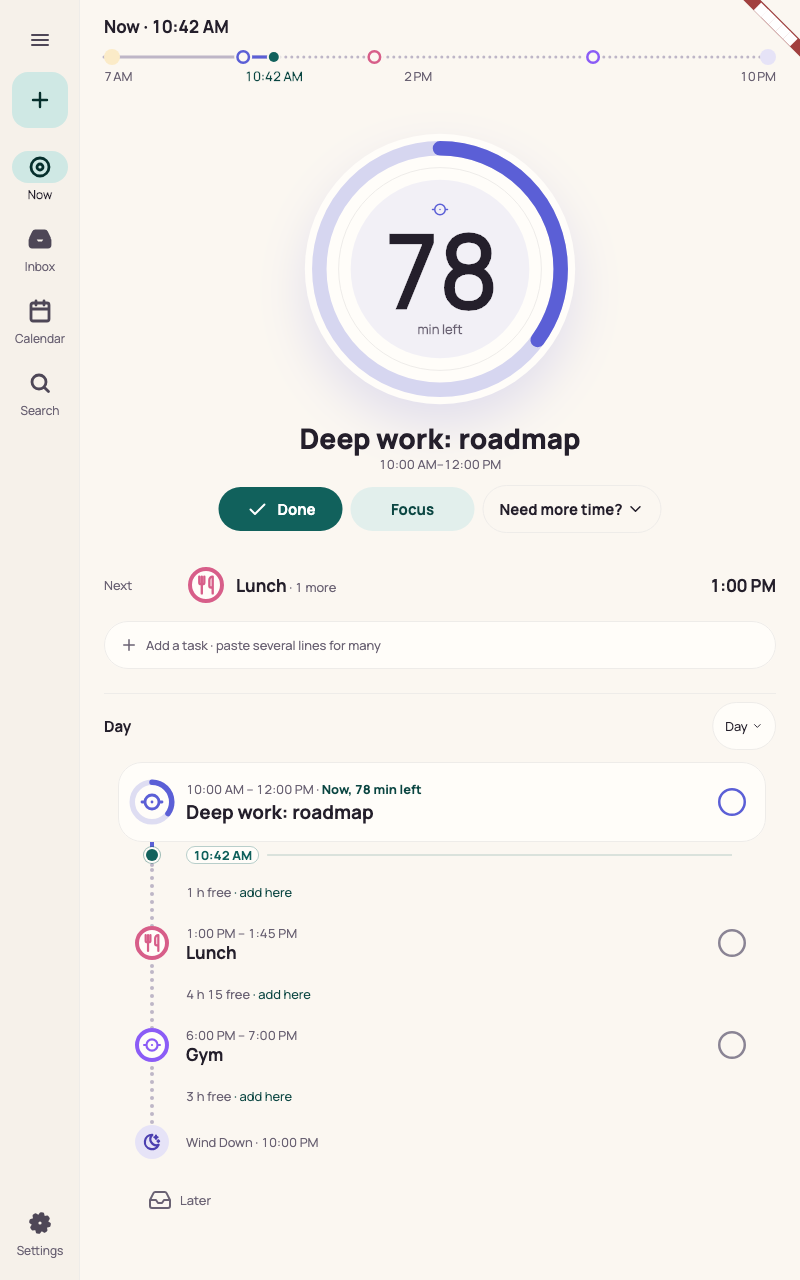 Now · 10:42 AM
7 AM
10:42 AM
2 PM
10 PM
Now
Inbox
Calendar
Search
78
min left
Deep work: roadmap
10:00 AM–12:00 PM
Done
Focus
Need more time?
Next
Lunch · 1 more
1:00 PM
Add a task · paste several lines for many
Day
Day
10:00 AM – 12:00 PM · Now, 78 min left
Deep work: roadmap
10:42 AM
1 h free · add here
1:00 PM – 1:45 PM
Lunch
4 h 15 free · add here
6:00 PM – 7:00 PM
Gym
3 h free · add here
Wind Down · 10:00 PM
Later
Settings